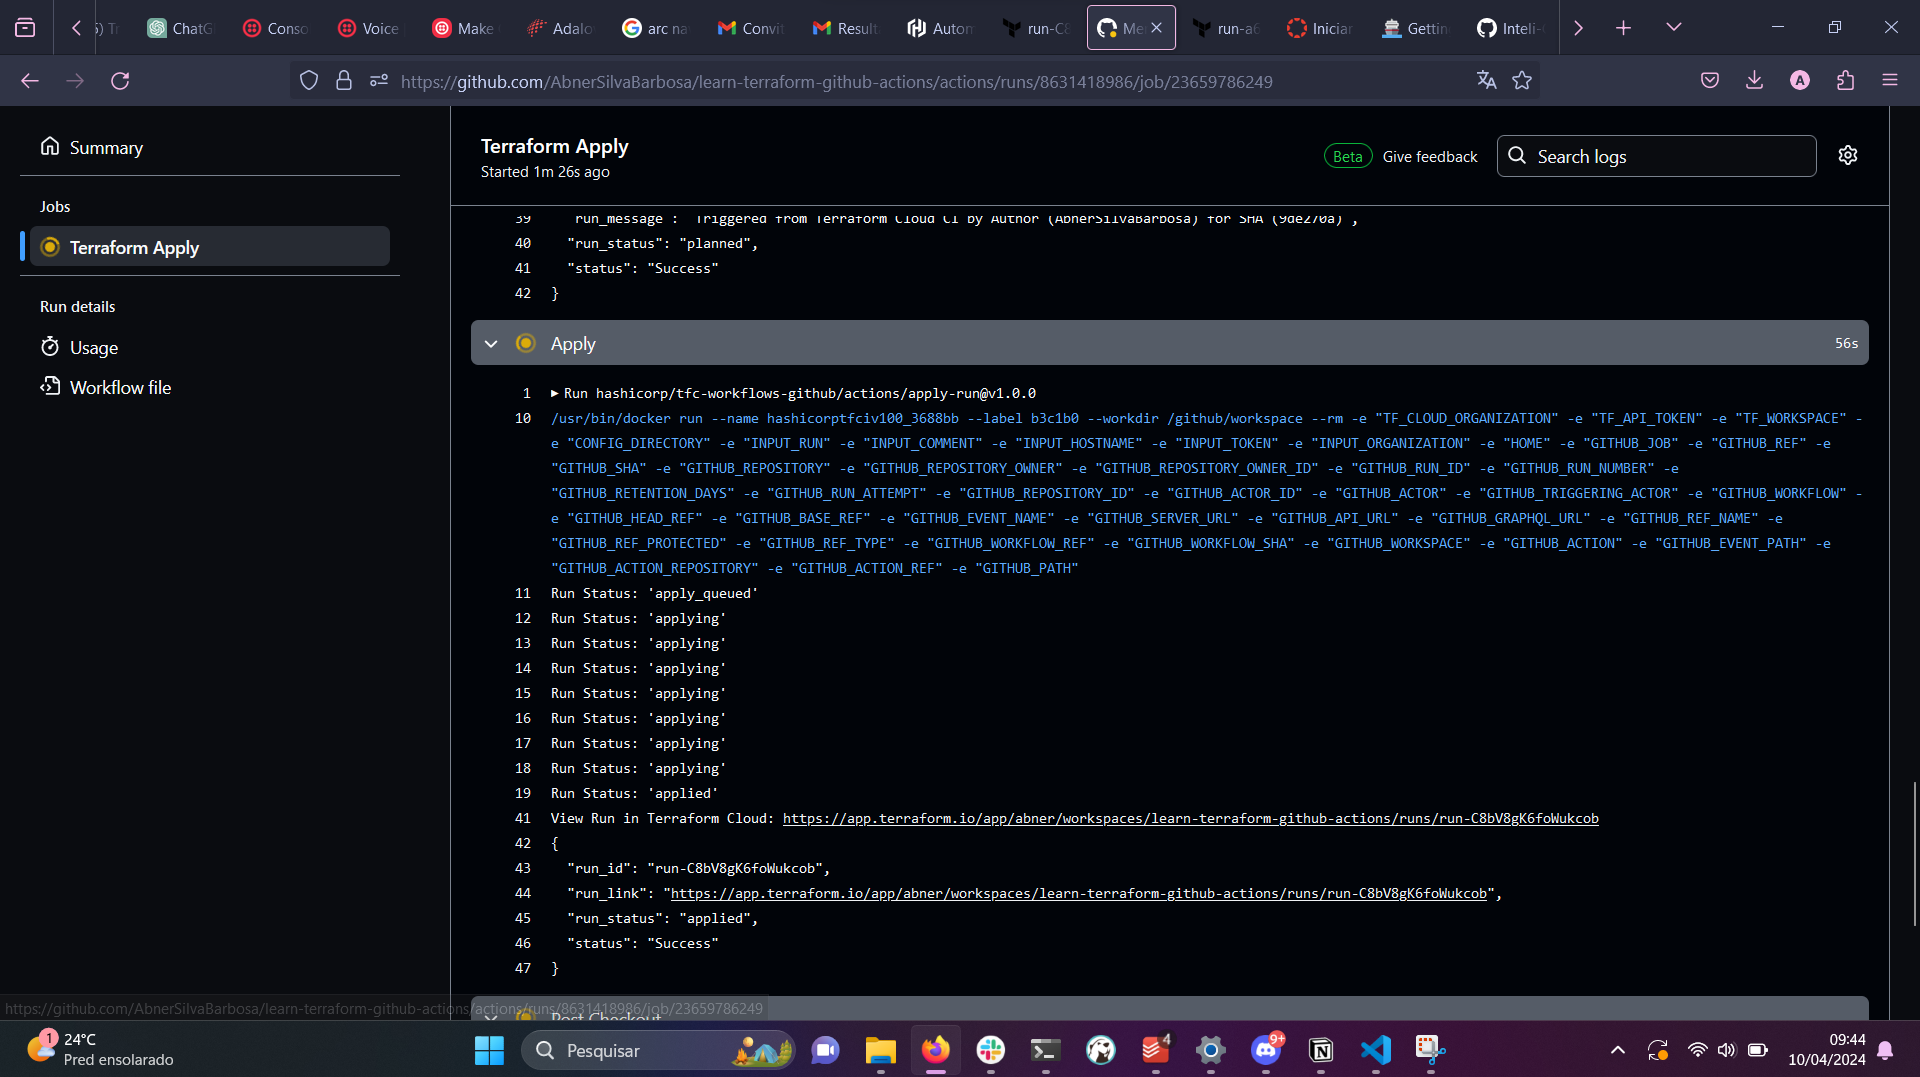 ChatG
Conso
Voice
Make
Adalo
arc na
Convit
Result
Autom
run-C8
Me
run-a6
Iniciar
Gettin
Inteli-
https://github.com/AbnerSilvaBarbosa/learn-terraform-github-actions/actions/runs/8631418986/job/23659786249
A
Summary
Jobs
Terraform Apply
Run details
Usage
Workflow file
Terraform Apply
Started 1m 26s ago
Beta
Give feedback
Search logs
39 "run_message": "Triggered from Terraform Cloud CI by Author (AbnerSilvaBarbosa) for SHA (9de270a)",
40 "run_status": "planned",
41 "status": "Success"
42 }
Apply
56s
1 Run hashicorp/tfc-workflows-github/actions/apply-run@v1.0.0
10 /usr/bin/docker run --name hashicorptfciv100_3688bb --label b3c1b0 --workdir /github/workspace --rm -e "TF_CLOUD_ORGANIZATION" -e "TF_API_TOKEN" -e "TF_WORKSPACE" -
e "CONFIG_DIRECTORY" -e "INPUT_RUN" -e "INPUT_COMMENT" -e "INPUT_HOSTNAME" -e "INPUT_TOKEN" -e "INPUT_ORGANIZATION" -e "HOME" -e "GITHUB_JOB" -e "GITHUB_REF" -e
"GITHUB_SHA" -e "GITHUB_REPOSITORY" -e "GITHUB_REPOSITORY_OWNER" -e "GITHUB_REPOSITORY_OWNER_ID" -e "GITHUB_RUN_ID" -e "GITHUB_RUN_NUMBER" -e
"GITHUB_RETENTION_DAYS" -e "GITHUB_RUN_ATTEMPT" -e "GITHUB_REPOSITORY_ID" -e "GITHUB_ACTOR_ID" -e "GITHUB_ACTOR" -e "GITHUB_TRIGGERING_ACTOR" -e "GITHUB_WORKFLOW" -
e "GITHUB_HEAD_REF" -e "GITHUB_BASE_REF" -e "GITHUB_EVENT_NAME" -e "GITHUB_SERVER_URL" -e "GITHUB_API_URL" -e "GITHUB_GRAPHQL_URL" -e "GITHUB_REF_NAME" -e
"GITHUB_REF_PROTECTED" -e "GITHUB_REF_TYPE" -e "GITHUB_WORKFLOW_REF" -e "GITHUB_WORKFLOW_SHA" -e "GITHUB_WORKSPACE" -e "GITHUB_ACTION" -e "GITHUB_EVENT_PATH" -e
"GITHUB_ACTION_REPOSITORY" -e "GITHUB_ACTION_REF" -e "GITHUB_PATH"
11 Run Status: 'apply_queued'
12 Run Status: 'applying'
13 Run Status: 'applying'
14 Run Status: 'applying'
15 Run Status: 'applying'
16 Run Status: 'applying'
17 Run Status: 'applying'
18 Run Status: 'applying'
19 Run Status: 'applied'
41 View Run in Terraform Cloud: https://app.terraform.io/app/abner/workspaces/learn-terraform-github-actions/runs/run-C8bV8gK6foWukcob
42 {
43 "run_id": "run-C8bV8gK6foWukcob",
44 "run_link": "https://app.terraform.io/app/abner/workspaces/learn-terraform-github-actions/runs/run-C8bV8gK6foWukcob",
45 "run_status": "applied",
46 "status": "Success"
47 }
Post Checkout
https://github.com/AbnerSilvaBarbosa/learn-terraform-github-actions/actions/runs/8631418986/job/23659786249
1
24°C
Pred ensolarado
Pesquisar
4
9+
09:44
10/04/2024